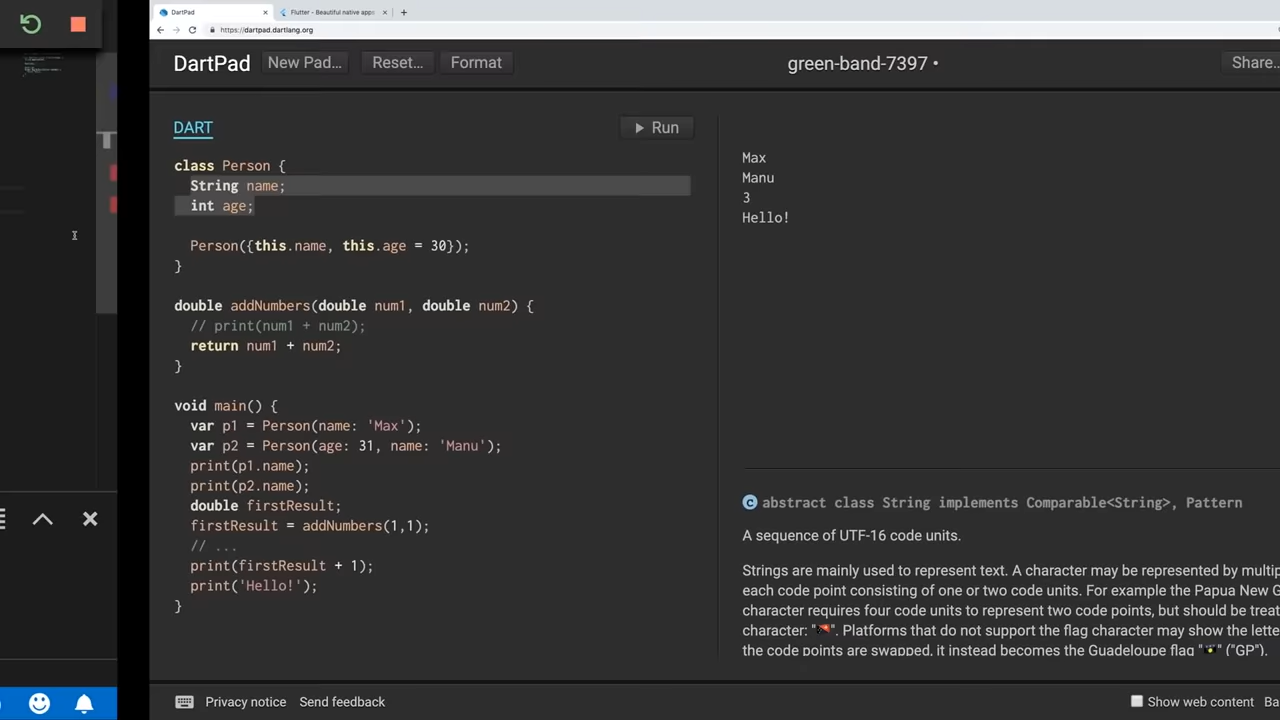 DartPad
Flutter - Beautiful native apps
https://dartpad.dartlang.org
DartPad
New Pad...
Reset...
Format
green-band-7397 •
Share...
DART
Run
class Person {
String name;
int age;
Person({this.name, this.age = 30});
}
double addNumbers(double num1, double num2) {
// print(num1 + num2);
return num1 + num2;
}
void main() {
var p1 = Person(name: 'Max');
var p2 = Person(age: 31, name: 'Manu');
print(p1.name);
print(p2.name);
double firstResult;
firstResult = addNumbers(1,1);
// ...
print(firstResult + 1);
print('Hello!');
}
Max
Manu
3
Hello!
C abstract class String implements Comparable<String>, Pattern
A sequence of UTF-16 code units.
Strings are mainly used to represent text. A character may be represented by multip
each code point consisting of one or two code units. For example the Papua New G
character requires four code units to represent two code points, but should be treat
character: "🇵🇬". Platforms that do not support the flag character may show the lette
the code points are swapped, it instead becomes the Guadeloupe flag "🇬🇵" ("GP").
Privacy notice
Send feedback
Show web content
Ba